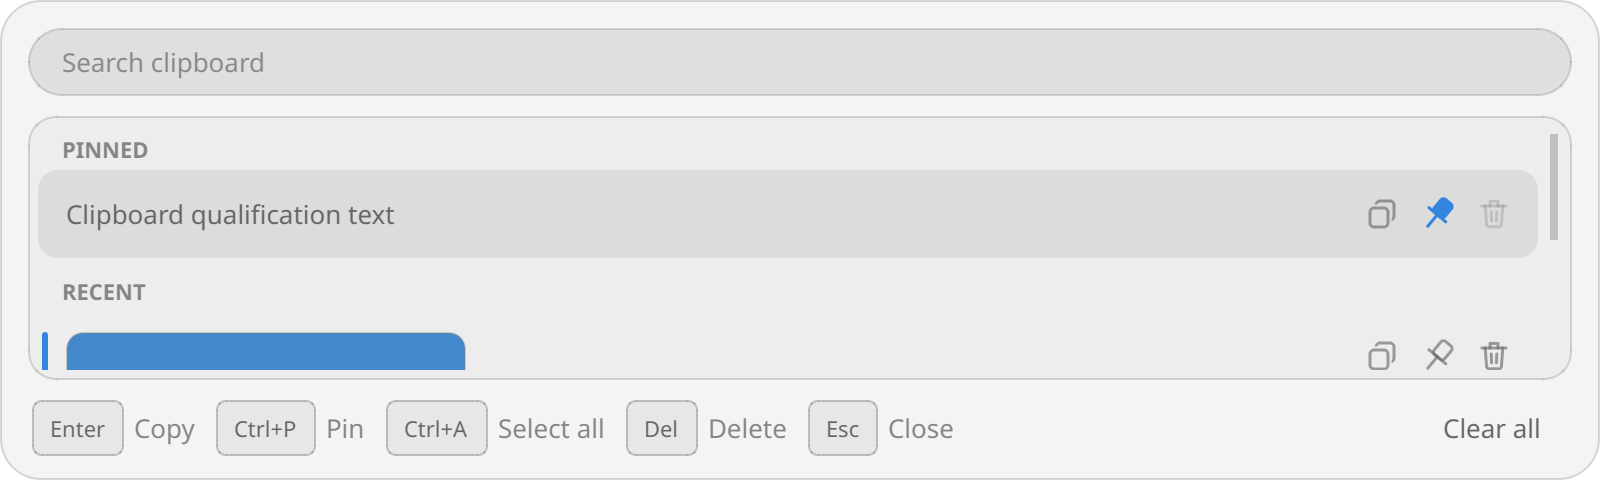 Search clipboard
PINNED
Clipboard qualification text
RECENT
Enter Copy Ctrl+P Pin Ctrl+A Select all Del Delete Esc Close Clear all